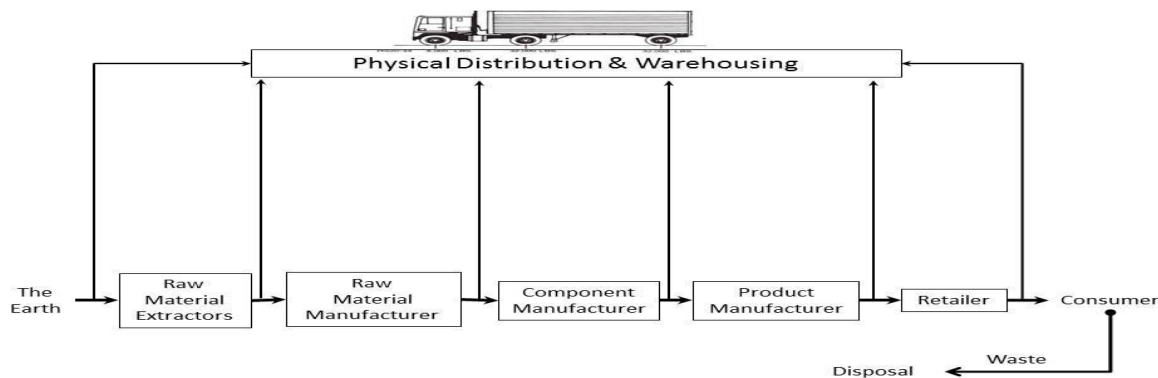 Physical Distribution & Warehousing
The
Earth
Raw
Material
Extractors
Raw
Material
Manufacturer
Component
Manufacturer
Product
Manufacturer
Retailer
Consumer
Waste
Disposal